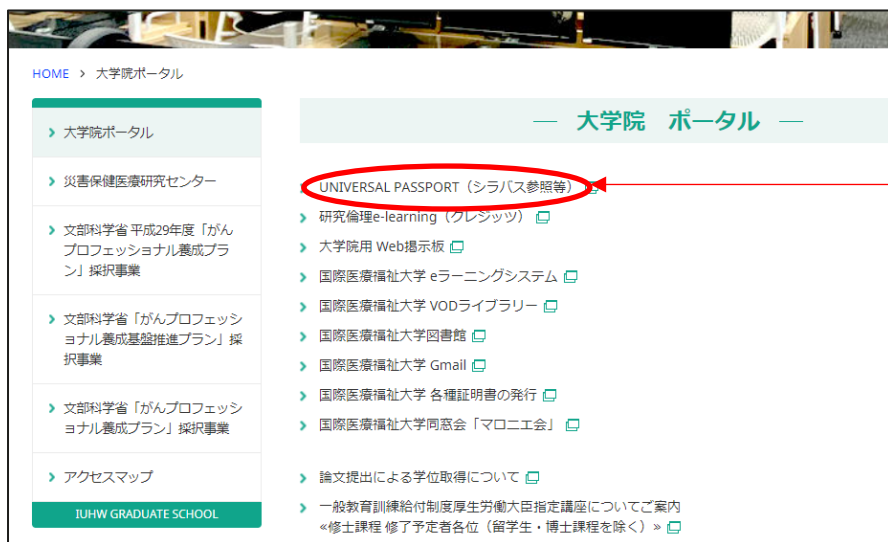 HOME > 大学院ポータル
大学院ポータル
災害保健医療研究センター
文部科学省 平成29年度「がん
プロフェッショナル養成プラ
ン」採択事業
文部科学省「がんプロフェッシ
ョナル養成基盤推進プラン」採
択事業
文部科学省「がんプロフェッシ
ョナル養成プラン」採択事業
アクセスマップ
IUHW GRADUATE SCHOOL
— 大学院 ポータル —
UNIVERSAL PASSPORT（シラバス参照等）
研究倫理e-learning（クレジッツ）
大学院用 Web掲示板
国際医療福祉大学 eラーニングシステム
国際医療福祉大学 VODライブラリー
国際医療福祉大学図書館
国際医療福祉大学 Gmail
国際医療福祉大学 各種証明書の発行
国際医療福祉大学同窓会「マロニエ会」
論文提出による学位取得について
一般教育訓練給付制度厚生労働大臣指定講座についてご案内
«修士課程 修了予定者各位（留学生・博士課程を除く）»